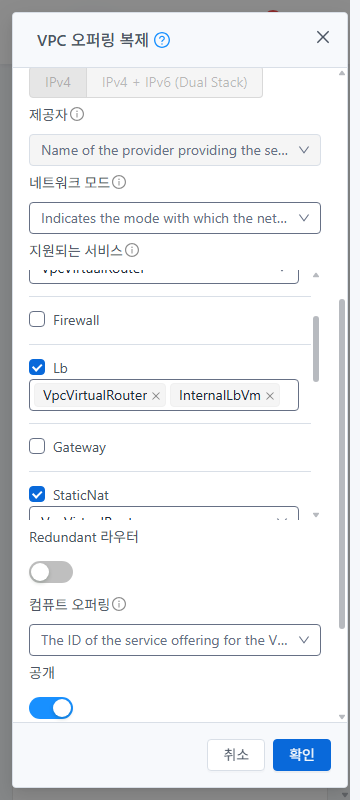 VPC 오퍼링 복제
IPv4
IPv4 + IPv6 (Dual Stack)
제공자
Name of the provider providing the se...
네트워크 모드
Indicates the mode with which the net...
지원되는 서비스
VpcVirtualRouter
Firewall
Lb
VpcVirtualRouter × InternalLbVm ×
Gateway
StaticNat
VpcVirtualRouter
Redundant 라우터
컴퓨트 오퍼링
The ID of the service offering for the V...
공개
취소
확인